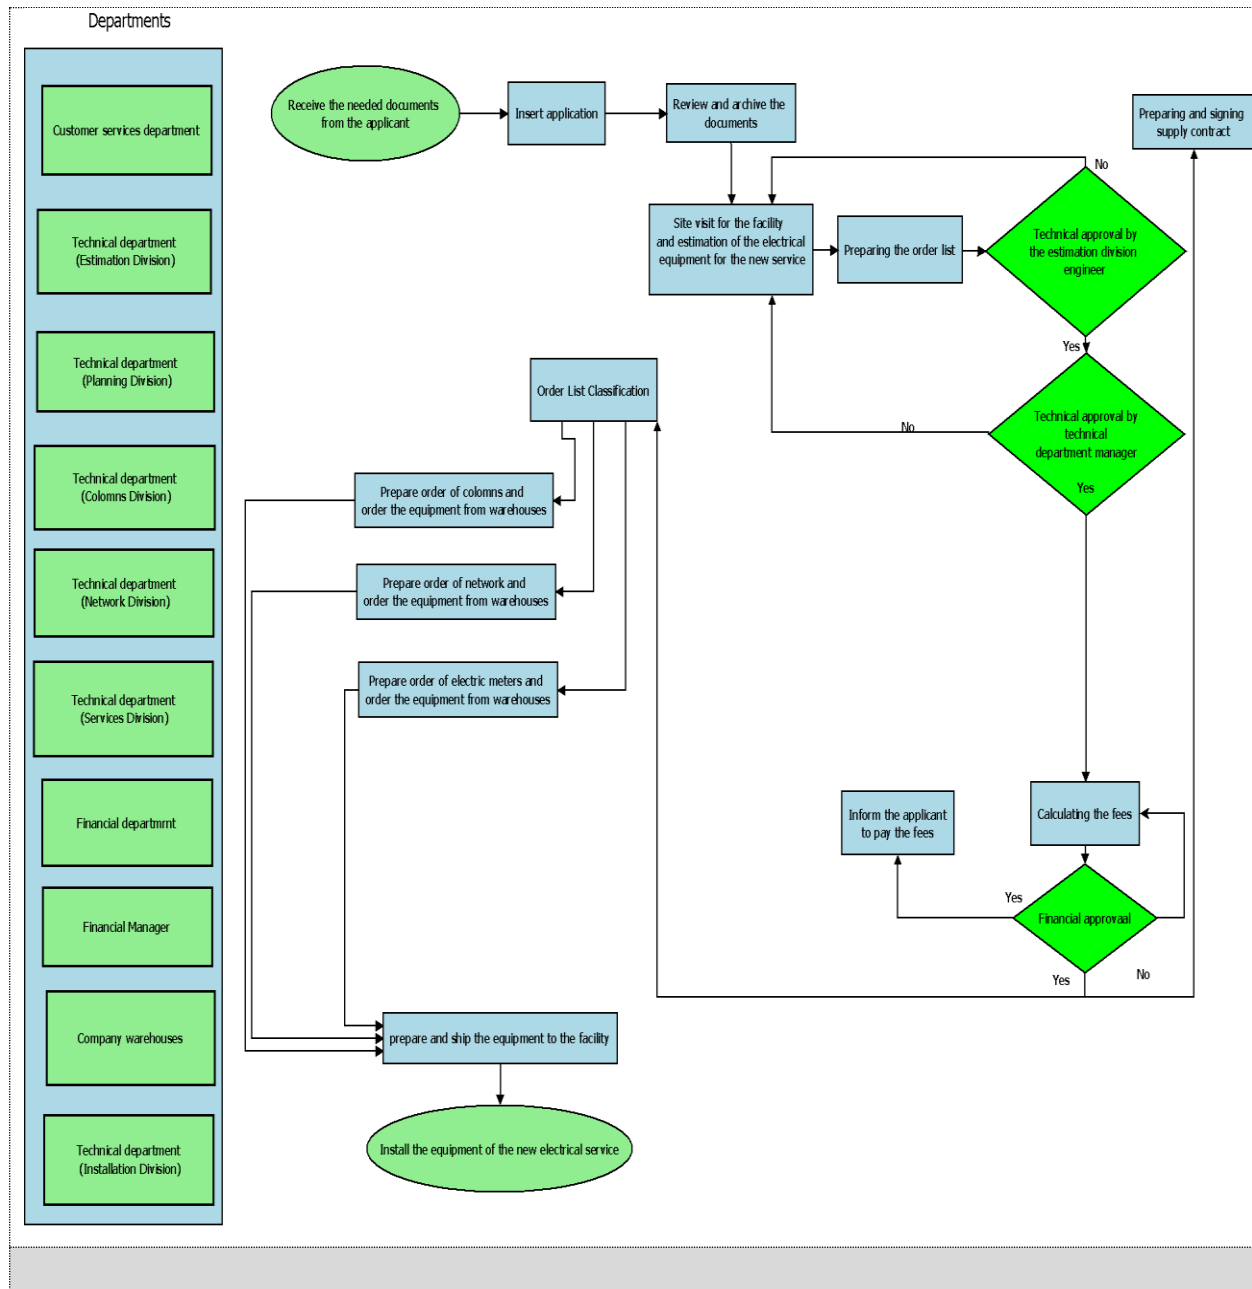 Departments
Customer services department
Technical department
(Estimation Division)
Technical department
(Planning Division)
Technical department
(Colomns Division)
Technical department
(Network Division)
Technical department
(Services Division)
Financial departmrnt
Financial Manager
Company warehouses
Technical department
(Installation Division)
Receive the needed documents
from the applicant
Insert application
Review and archive the
documents
Preparing and signing
supply contract
No
Site visit for the facility
and estimation of the electrical
equipment for the new service
Preparing the order list
Technical approval by
the estimation division
engineer
Yes
Order List Classification
Technical approval by
technical
department manager
No
Yes
Prepare order of colomns and
order the equipment from warehouses
Prepare order of network and
order the equipment from warehouses
Prepare order of electric meters and
order the equipment from warehouses
Inform the applicant
to pay the fees
Calculating the fees
Yes
Financial approvaal
Yes
No
prepare and ship the equipment to the facility
Install the equipment of the new electrical service